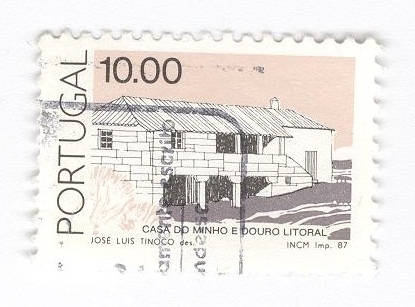 PORTUGAL
10.00
CASA DO MINHO E DOURO LITORAL
JOSÉ LUIS TINOCO des.
INCM Imp. 87